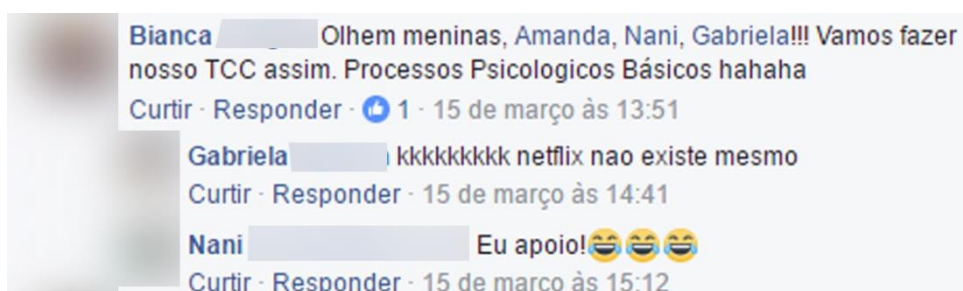 Bianca Olhem meninas, Amanda, Nani, Gabriela!!! Vamos fazer
nosso TCC assim. Processos Psicologicos Básicos hahaha
Curtir · Responder · 1 · 15 de março às 13:51
Gabriela kkkkkkkkk netflix nao existe mesmo
Curtir · Responder · 15 de março às 14:41
Nani Eu apoio!😂😂😂
Curtir · Responder · 15 de março às 15:12